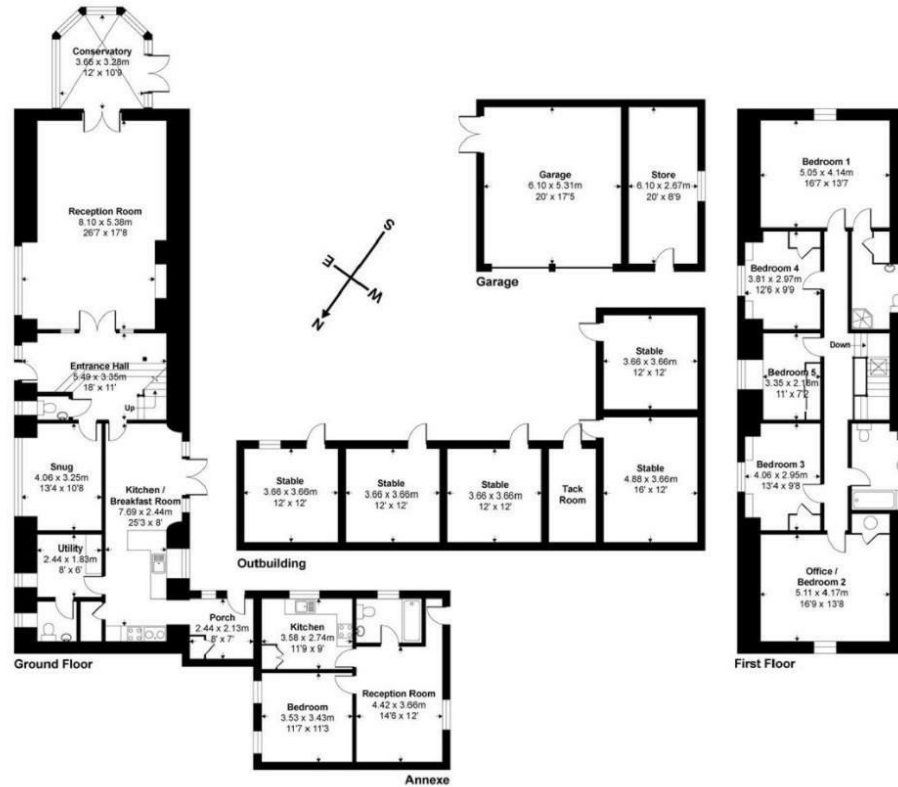 Conservatory
3.66 x 3.28m
12' x 10'9
Reception Room
8.10 x 5.38m
26'7 x 17'8
Entrance Hall
5.49 x 3.35m
18' x 11'
Up
Snug
4.06 x 3.25m
13'4 x 10'8
Kitchen /
Breakfast Room
7.69 x 2.44m
25'3 x 8'
Utility
2.44 x 1.83m
8' x 6'
Porch
2.44 x 2.13m
8' x 7'
Ground Floor
Kitchen
3.58 x 2.74m
11'9 x 9'
Bedroom
3.53 x 3.43m
11'7 x 11'3
Reception Room
4.42 x 3.66m
14'6 x 12'
Annexe
S
E
W
N
Garage
6.10 x 5.31m
20' x 17'5
Store
6.10 x 2.67m
20' x 8'9
Garage
Stable
3.66 x 3.66m
12' x 12'
Stable
3.66 x 3.66m
12' x 12'
Stable
3.66 x 3.66m
12' x 12'
Stable
3.66 x 3.66m
12' x 12'
Tack
Room
Stable
4.88 x 3.66m
16' x 12'
Outbuilding
Bedroom 1
5.05 x 4.14m
16'7 x 13'7
Bedroom 4
3.81 x 2.97m
12'6 x 9'9
Down
Bedroom 5
3.35 x 2.18m
11' x 7'2
Bedroom 3
4.06 x 2.95m
13'4 x 9'8
Office /
Bedroom 2
5.11 x 4.17m
16'9 x 13'8
First Floor